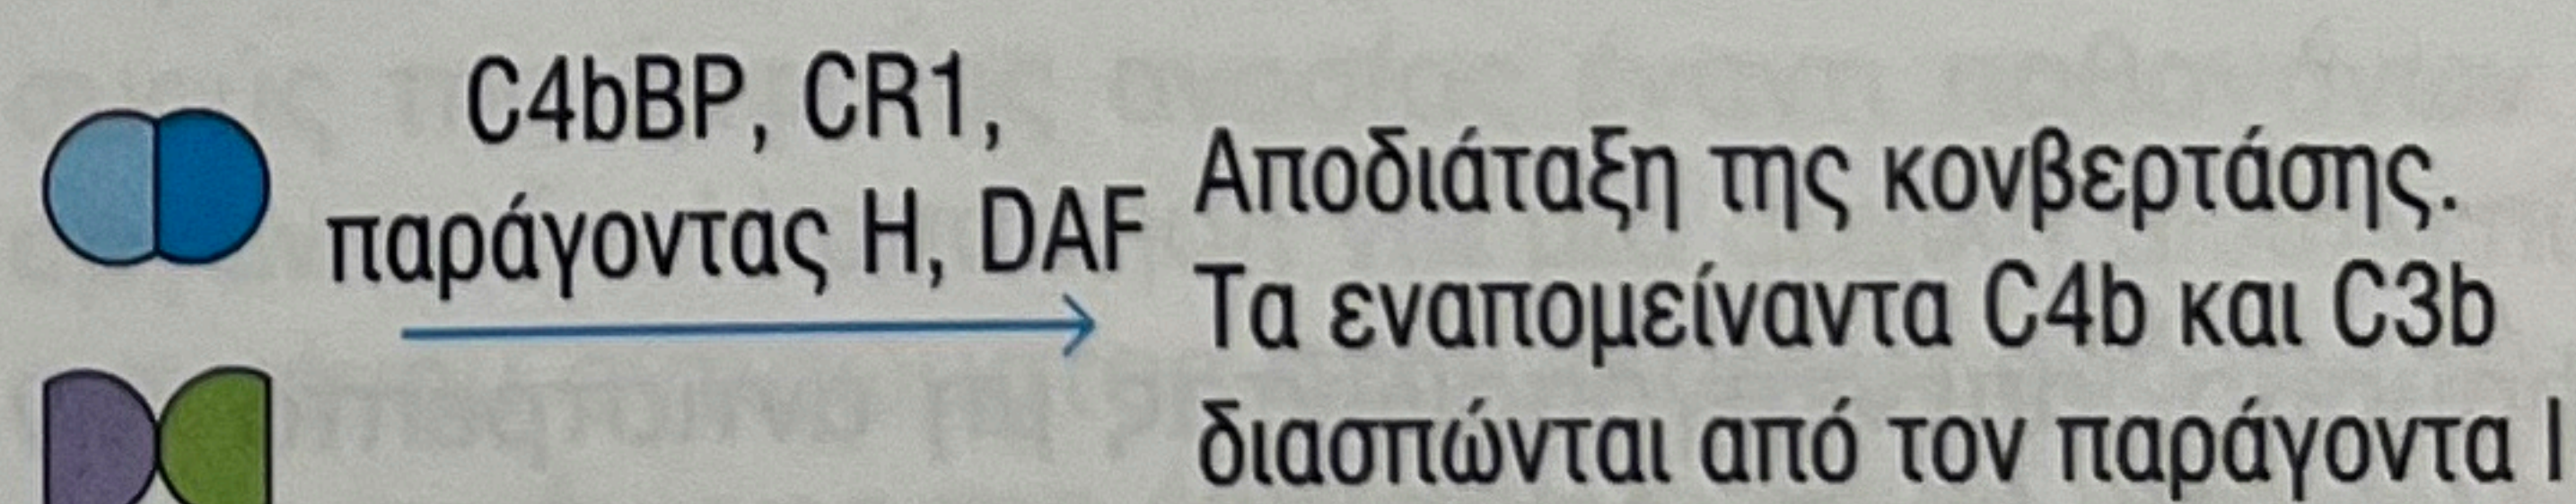 C4bBP, CR1,
παράγοντας H, DAF
Αποδιάταξη της κονβερτάσης.
Τα εναπομείναντα C4b και C3b
διασπώνται από τον παράγοντα I